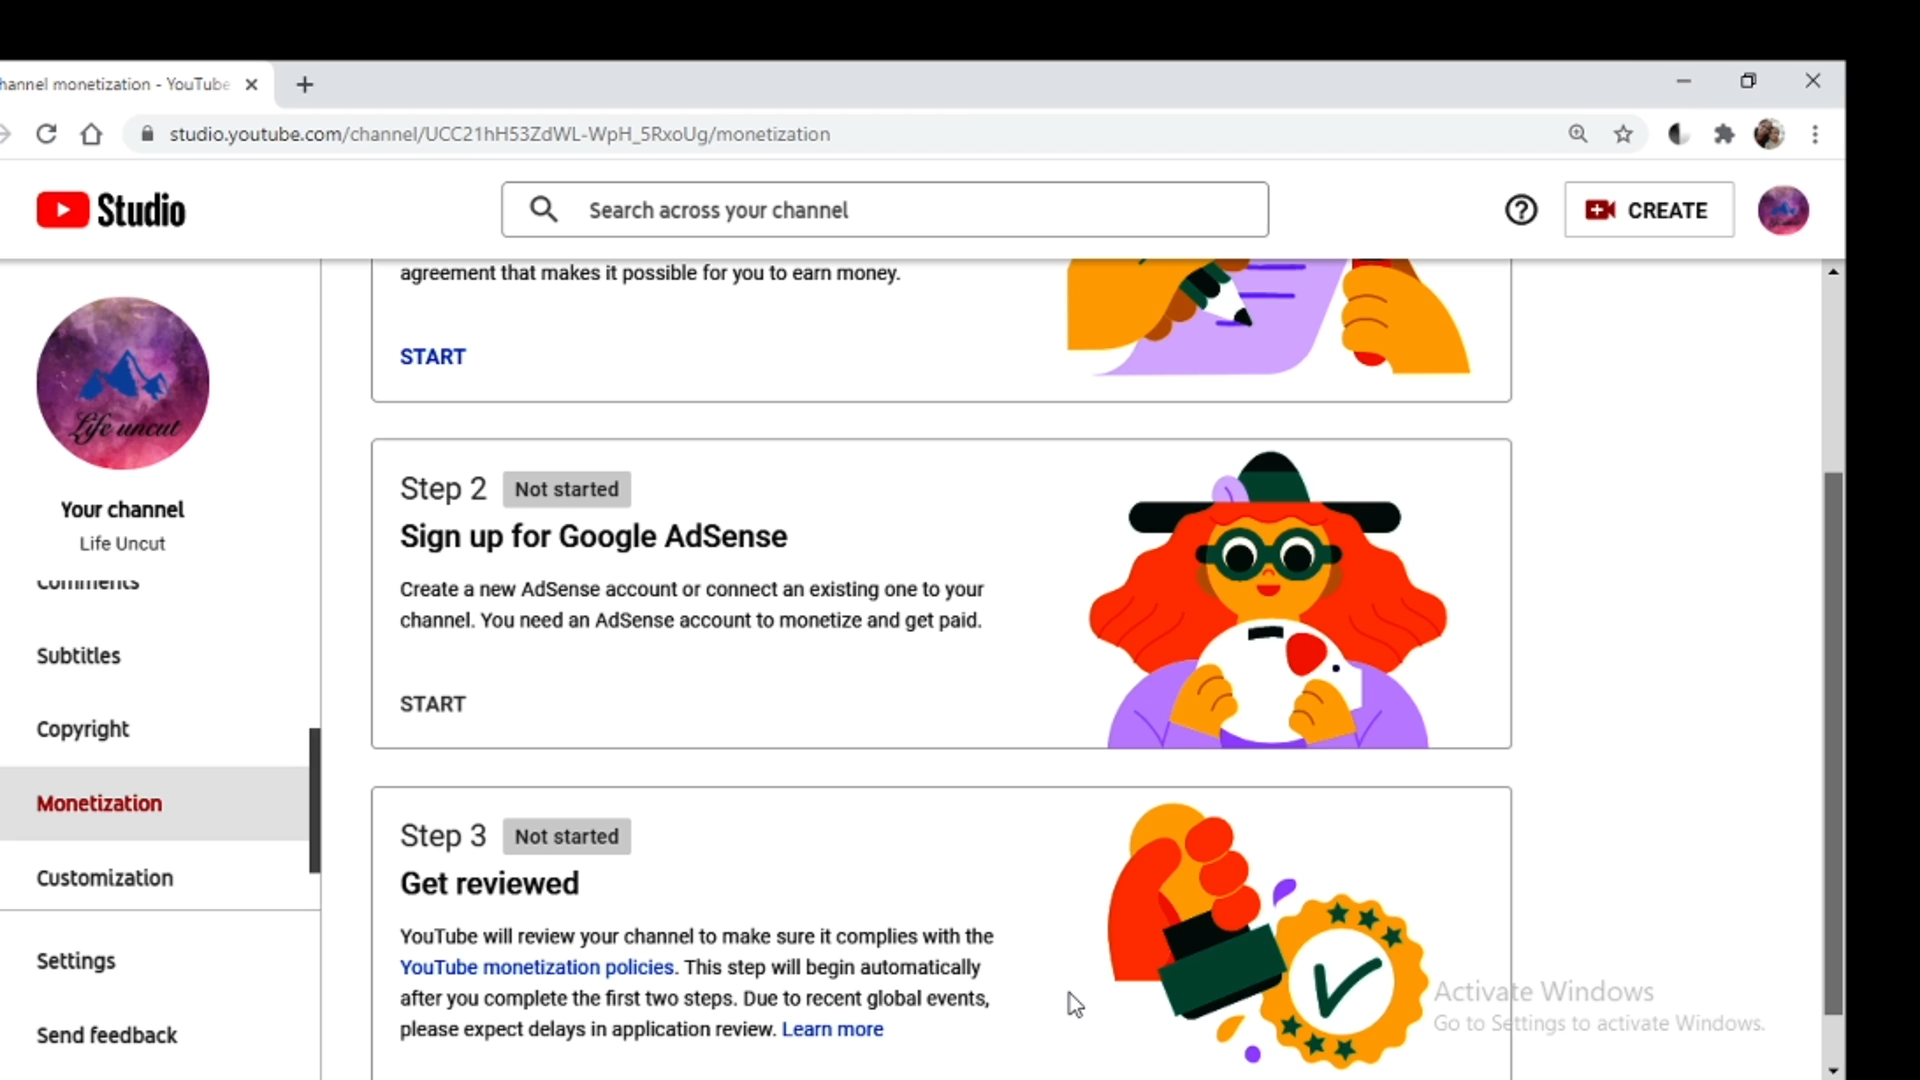 hannel monetization - YouTube
studio.youtube.com/channel/UCC21hH53ZdWL-WpH_5RxoUg/monetization
Studio
Search across your channel
CREATE
agreement that makes it possible for you to earn money.
START
Life uncut
Your channel
Life Uncut
Comments
Subtitles
Copyright
Monetization
Customization
Settings
Send feedback
Step 2 Not started
Sign up for Google AdSense
Create a new AdSense account or connect an existing one to your
channel. You need an AdSense account to monetize and get paid.
START
Step 3 Not started
Get reviewed
YouTube will review your channel to make sure it complies with the
YouTube monetization policies. This step will begin automatically
after you complete the first two steps. Due to recent global events,
please expect delays in application review. Learn more
Activate Windows
Go to Settings to activate Windows.